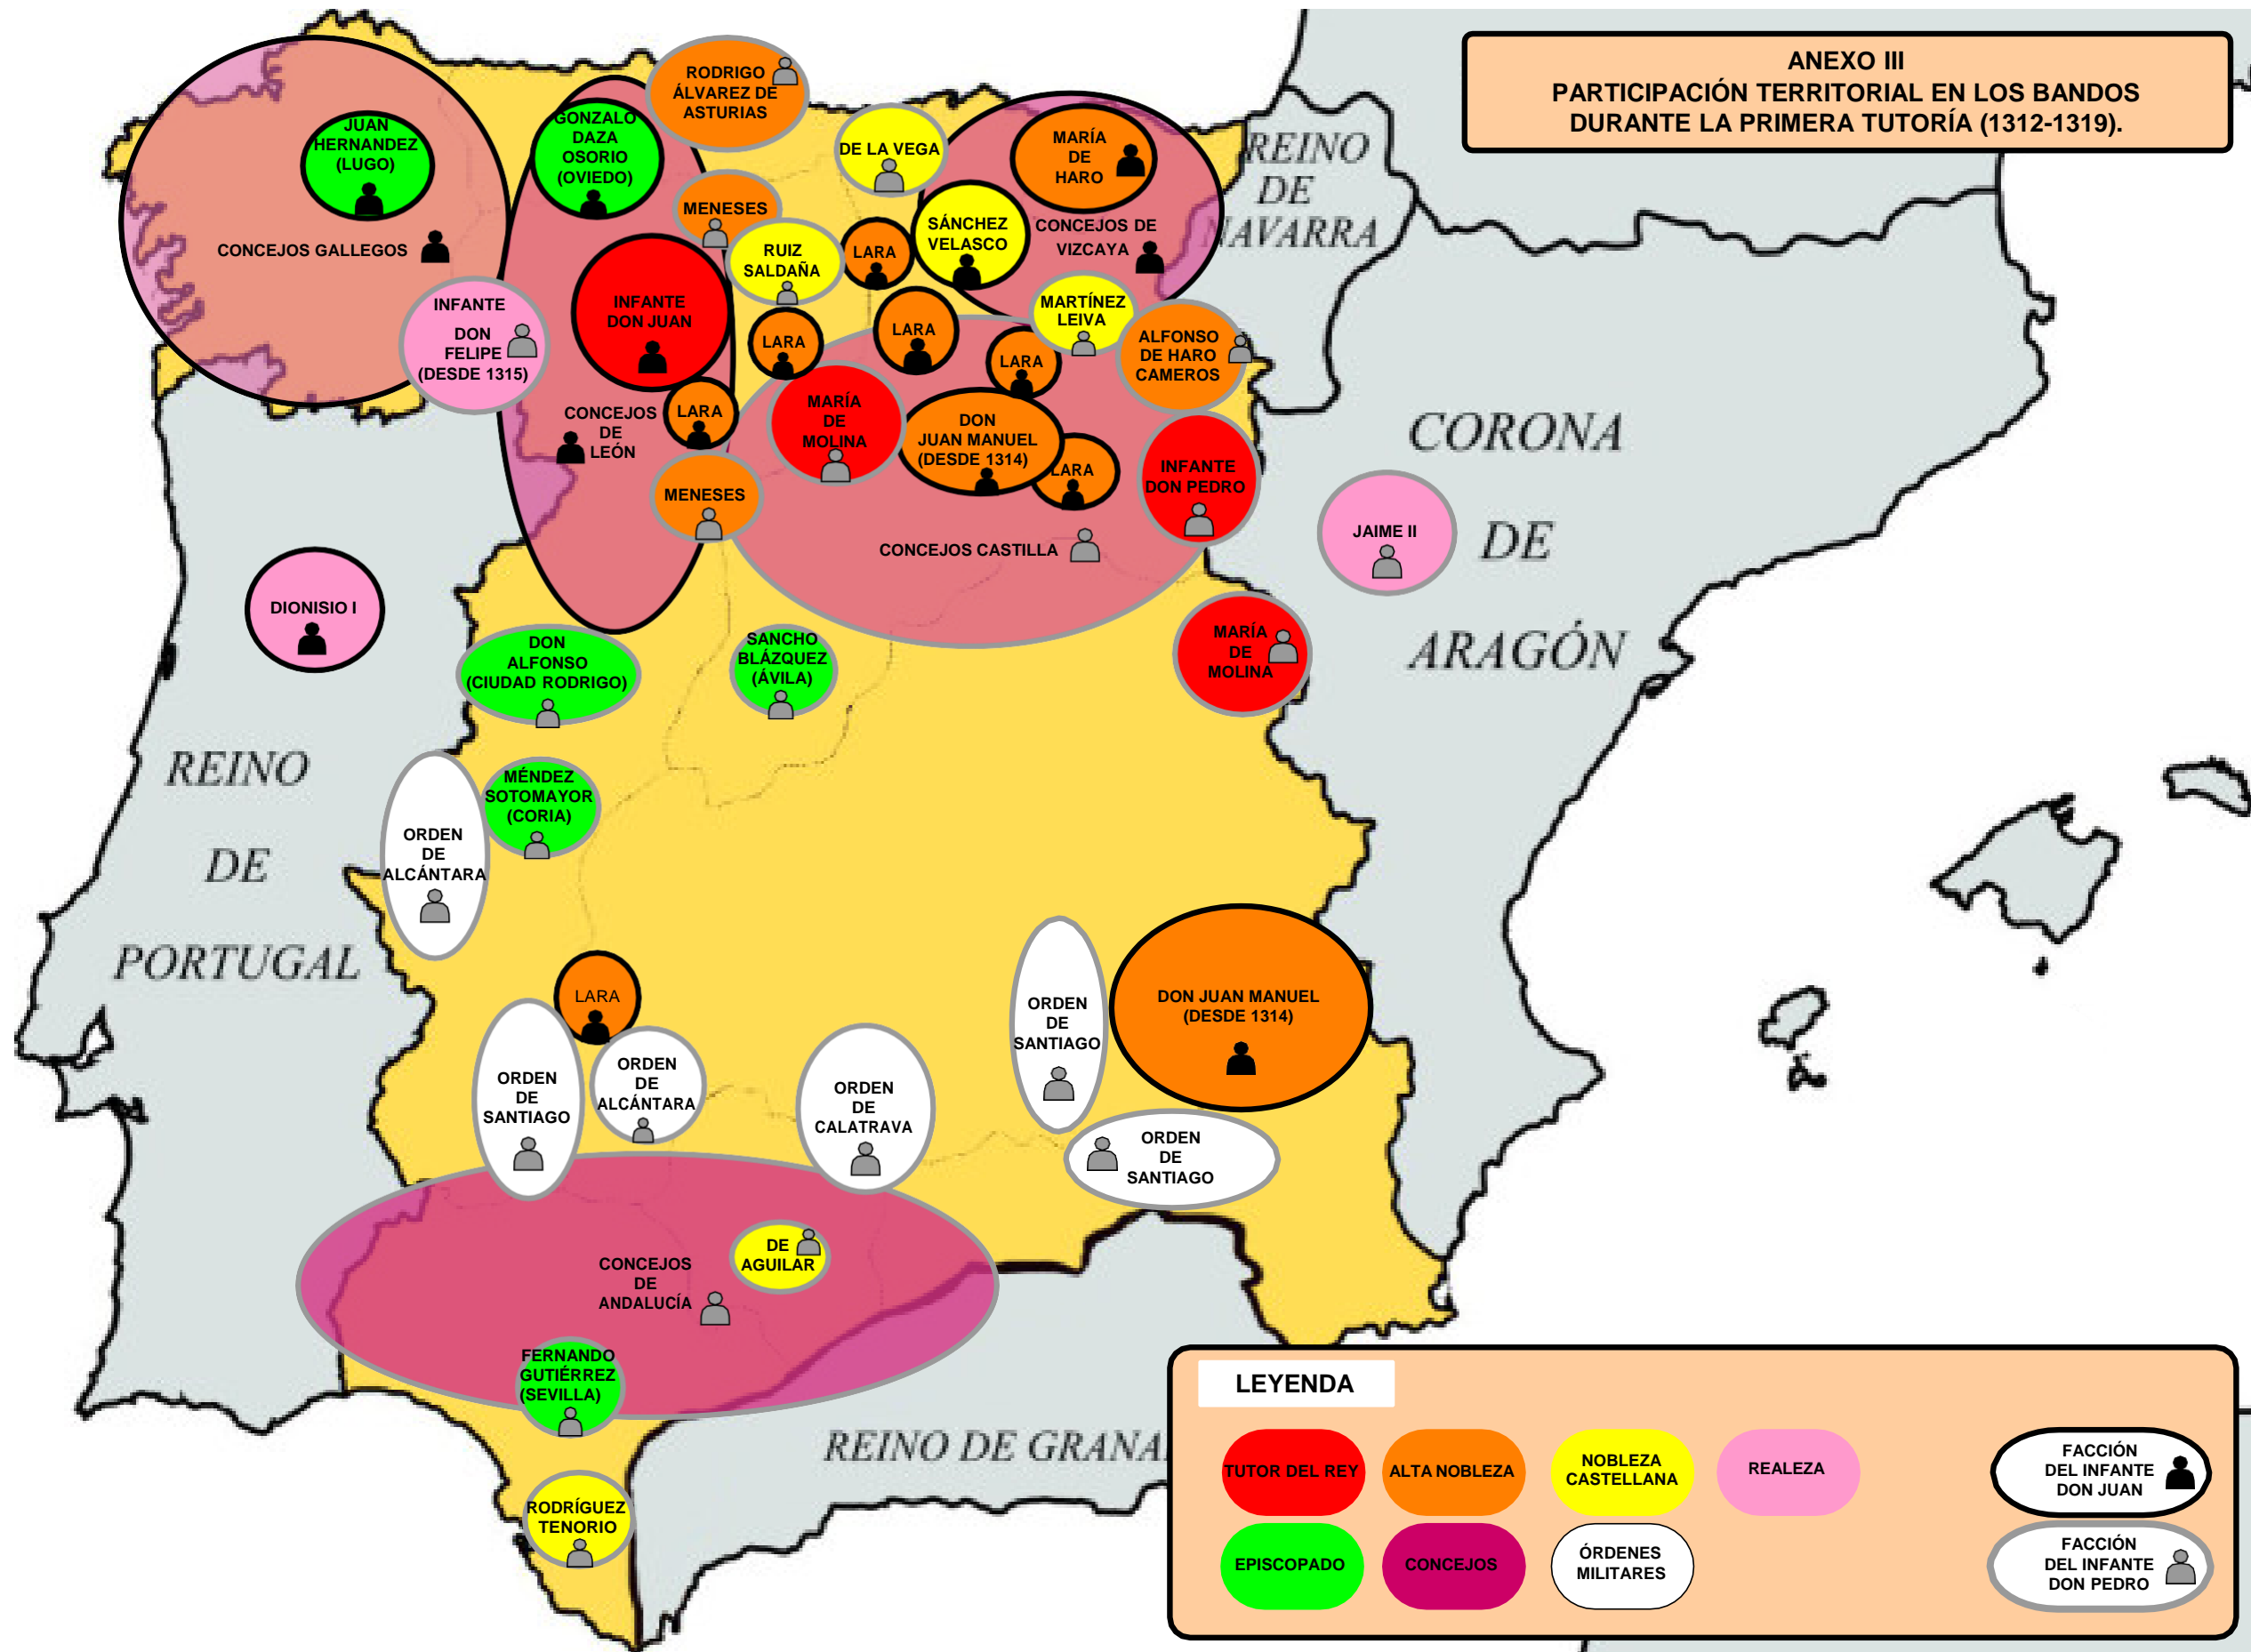 ANEXO III
PARTICIPACIÓN TERRITORIAL EN LOS BANDOS
DURANTE LA PRIMERA TUTORÍA (1312-1319).
RODRIGO
ÁLVAREZ DE
ASTURIAS
JUAN
HERNANDEZ
(LUGO)
GONZALO
DAZA
OSORIO
(OVIEDO)
DE LA VEGA
MARÍA
DE
HARO
REINO
DE
NAVARRA
CONCEJOS GALLEGOS
MENESES
RUIZ
SALDAÑA
LARA
SÁNCHEZ
VELASCO
CONCEJOS DE
VIZCAYA
INFANTE
DON
FELIPE
(DESDE 1315)
INFANTE
DON JUAN
LARA
LARA
LARA
MARTÍNEZ
LEIVA
ALFONSO
DE HARO
CAMEROS
CONCEJOS
DE
LEÓN
LARA
MARÍA
DE
MOLINA
DON
JUAN MANUEL
(DESDE 1314)
LARA
INFANTE
DON PEDRO
MENESES
CONCEJOS CASTILLA
CORONA
DE
ARAGÓN
JAIME II
DIONISIO I
DON
ALFONSO
(CIUDAD RODRIGO)
SANCHO
BLÁZQUEZ
(ÁVILA)
MARÍA
DE
MOLINA
REINO
DE
PORTUGAL
MÉNDEZ
SOTOMAYOR
(CORIA)
ORDEN
DE
ALCÁNTARA
LARA
ORDEN
DE
SANTIAGO
DON JUAN MANUEL
(DESDE 1314)
ORDEN
DE
SANTIAGO
ORDEN
DE
ALCÁNTARA
ORDEN
DE
CALATRAVA
ORDEN
DE
SANTIAGO
CONCEJOS
DE
ANDALUCÍA
DE
AGUILAR
FERNANDO
GUTIÉRREZ
(SEVILLA)
REINO DE GRANA
RODRÍGUEZ
TENORIO
LEYENDA
TUTOR DEL REY
ALTA NOBLEZA
NOBLEZA
CASTELLANA
REALEZA
FACCIÓN
DEL INFANTE
DON JUAN
EPISCOPADO
CONCEJOS
ÓRDENES
MILITARES
FACCIÓN
DEL INFANTE
DON PEDRO